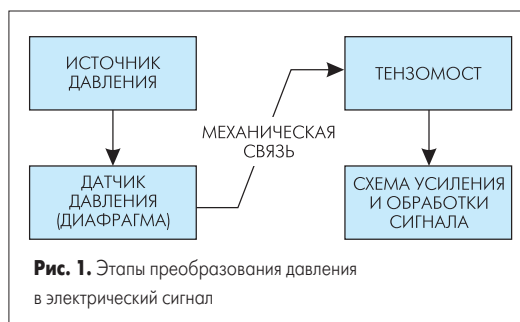 ИСТОЧНИК
ДАВЛЕНИЯ
ТЕНЗОМОСТ
МЕХАНИЧЕСКАЯ
СВЯЗЬ
ДАТЧИК
ДАВЛЕНИЯ
(ДИАФРАГМА)
СХЕМА УСИЛЕНИЯ
И ОБРАБОТКИ
СИГНАЛА
Рис. 1. Этапы преобразования давления
в электрический сигнал